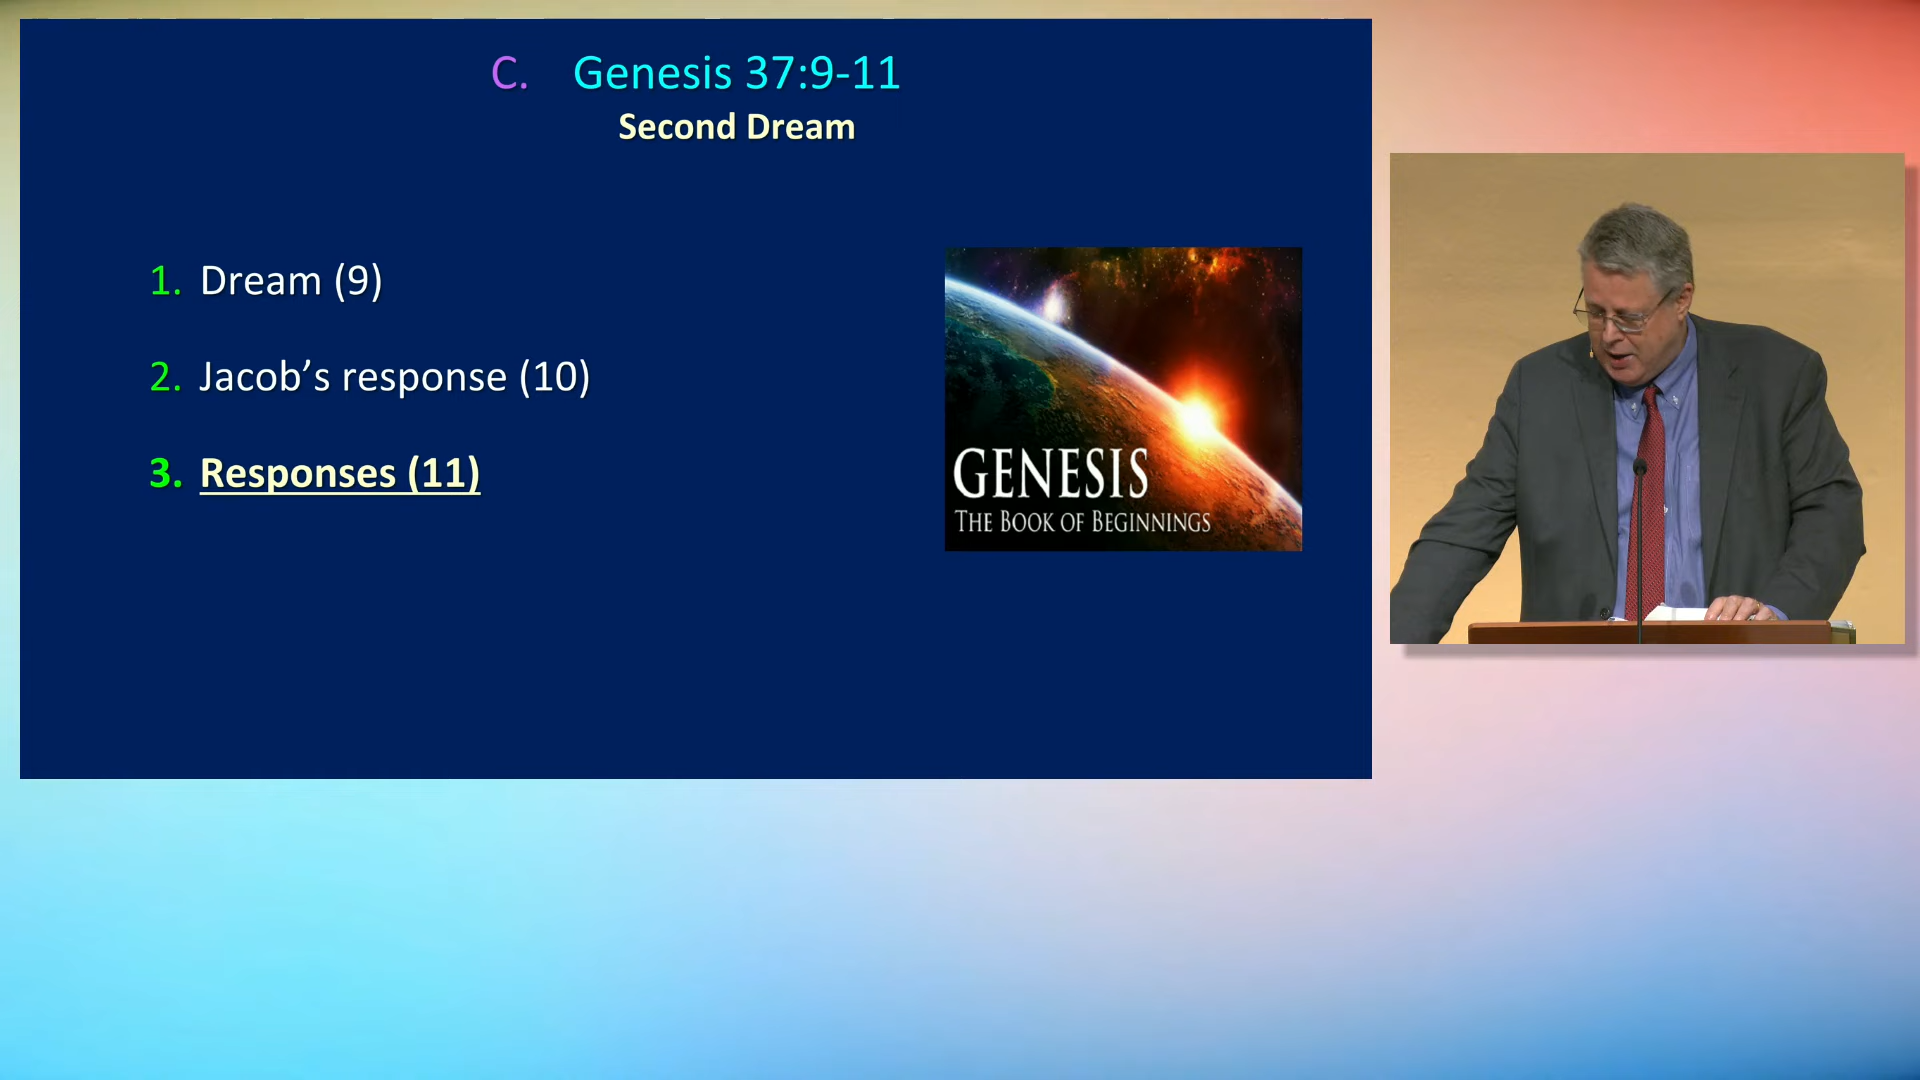 C. Genesis 37:9-11
Second Dream
1. Dream (9)
2. Jacob’s response (10)
3. Responses (11)
GENESIS
THE BOOK OF BEGINNINGS